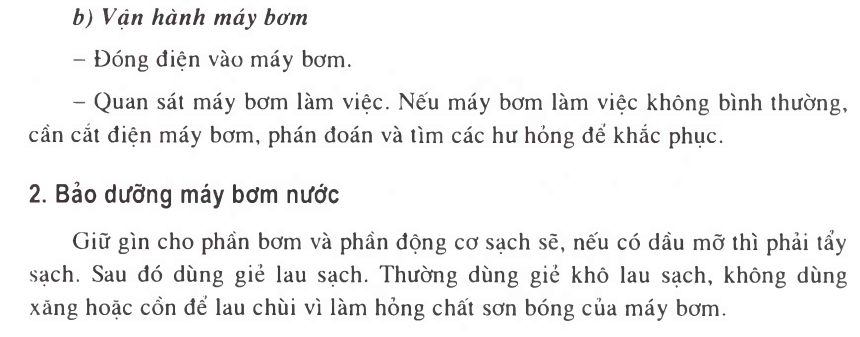 b) Vận hành máy bơm
– Đóng điện vào máy bơm.
– Quan sát máy bơm làm việc. Nếu máy bơm làm việc không bình thường,
cần cắt điện máy bơm, phán đoán và tìm các hư hỏng để khắc phục.
2. Bảo dưỡng máy bơm nước
Giữ gìn cho phần bơm và phần động cơ sạch sẽ, nếu có dầu mỡ thì phải tẩy
sạch. Sau đó dùng giẻ lau sạch. Thường dùng giẻ khô lau sạch, không dùng
xăng hoặc cồn để lau chùi vì làm hỏng chất sơn bóng của máy bơm.